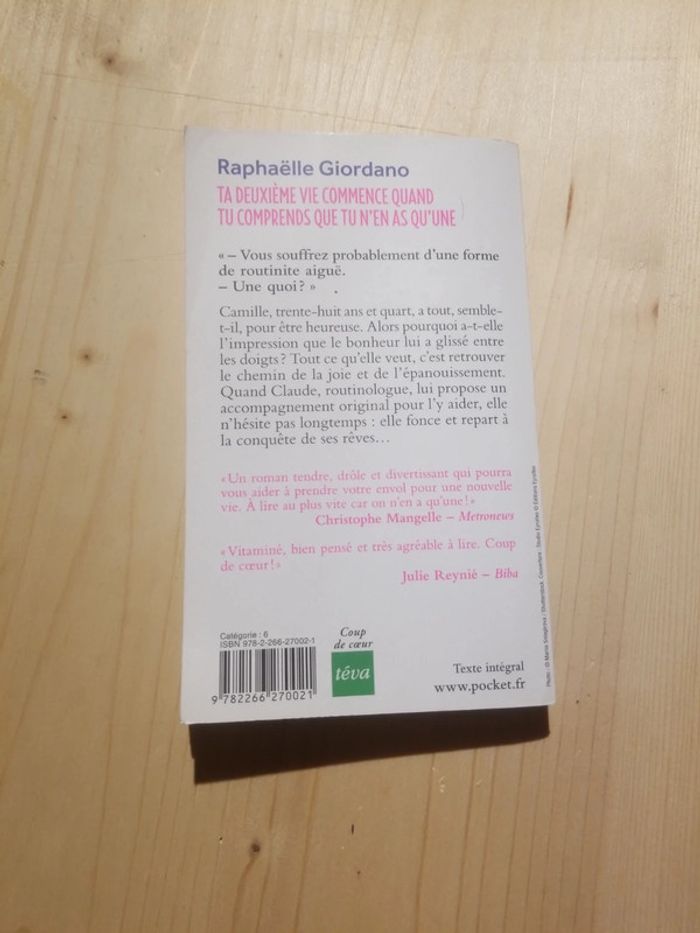 Raphaëlle Giordano
TA DEUXIÈME VIE COMMENCE QUAND
TU COMPRENDS QUE TU N'EN AS QU'UNE
« – Vous souffrez probablement d'une forme
de routinite aiguë.
– Une quoi ? »
Camille, trente-huit ans et quart, a tout, semble-
t-il, pour être heureuse. Alors pourquoi a-t-elle
l'impression que le bonheur lui a glissé entre
les doigts ? Tout ce qu'elle veut, c'est retrouver
le chemin de la joie et de l'épanouissement.
Quand Claude, routinologue, lui propose un
accompagnement original pour l'y aider, elle
n'hésite pas longtemps : elle fonce et repart à
la conquête de ses rêves…
« Un roman tendre, drôle et divertissant qui pourra
vous aider à prendre votre envol pour une nouvelle
vie. À lire au plus vite car on n'en a qu'une ! »
Christophe Mangelle – Metronews
« Vitaminé, bien pensé et très agréable à lire. Coup
de cœur ! »
Julie Reynié – Biba
Catégorie : 6
ISBN 978-2-266-27002-1
9 782266 270021
Coup
de cœur
téva
Texte intégral
www.pocket.fr